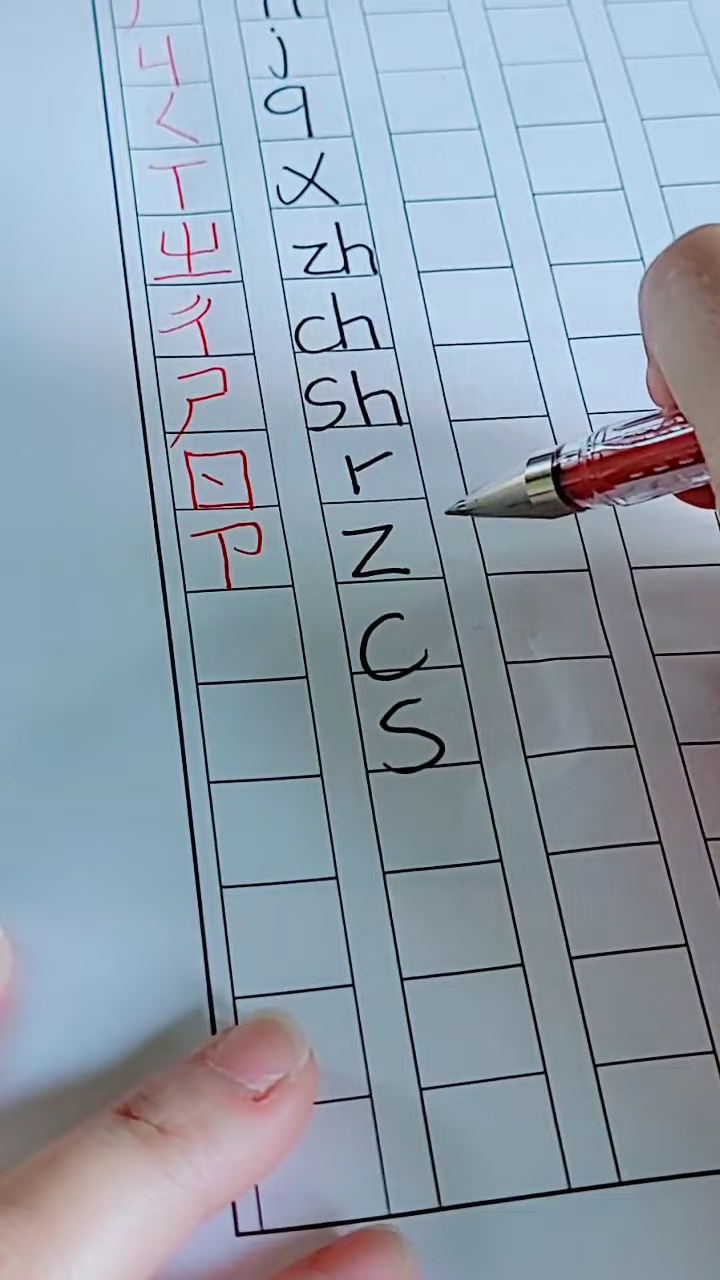 ㄐ j
ㄑ q
ㄒ x
ㄓ zh
ㄔ ch
ㄕ sh
ㄖ r
ㄗ z
c
s